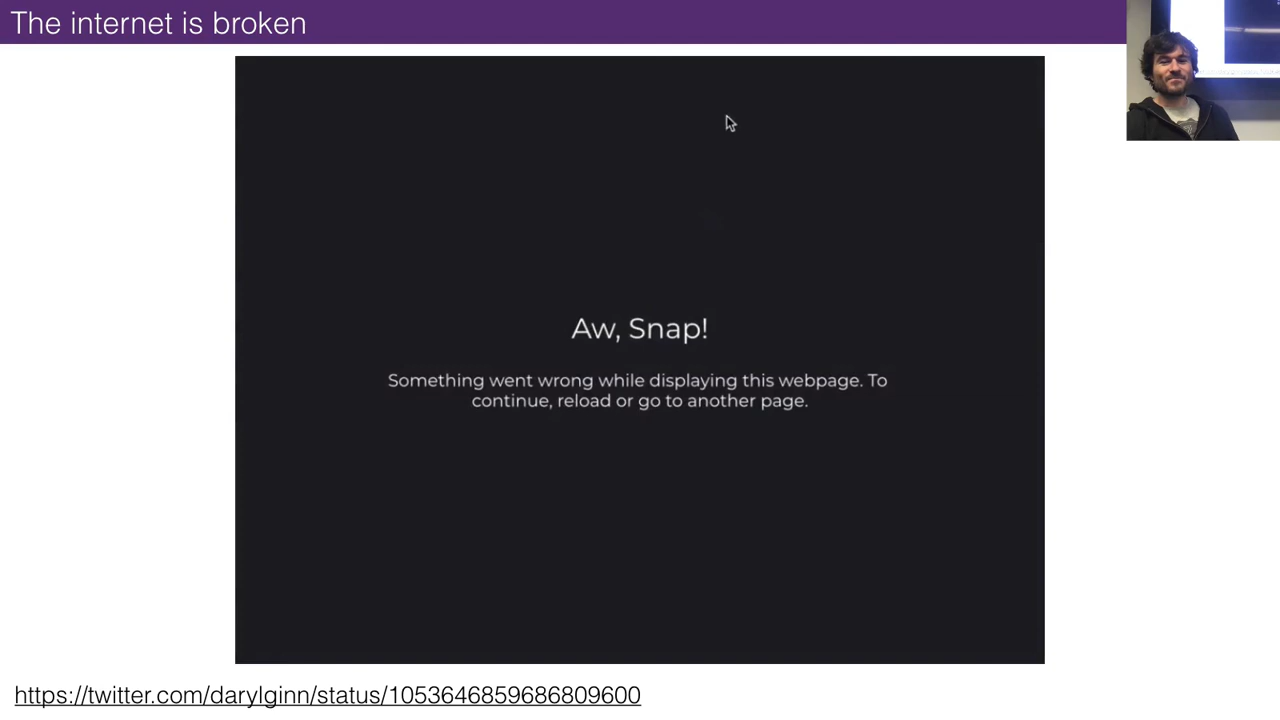 The internet is broken
Aw, Snap!
Something went wrong while displaying this webpage. To
continue, reload or go to another page.
https://twitter.com/darylginn/status/1053646859686809600